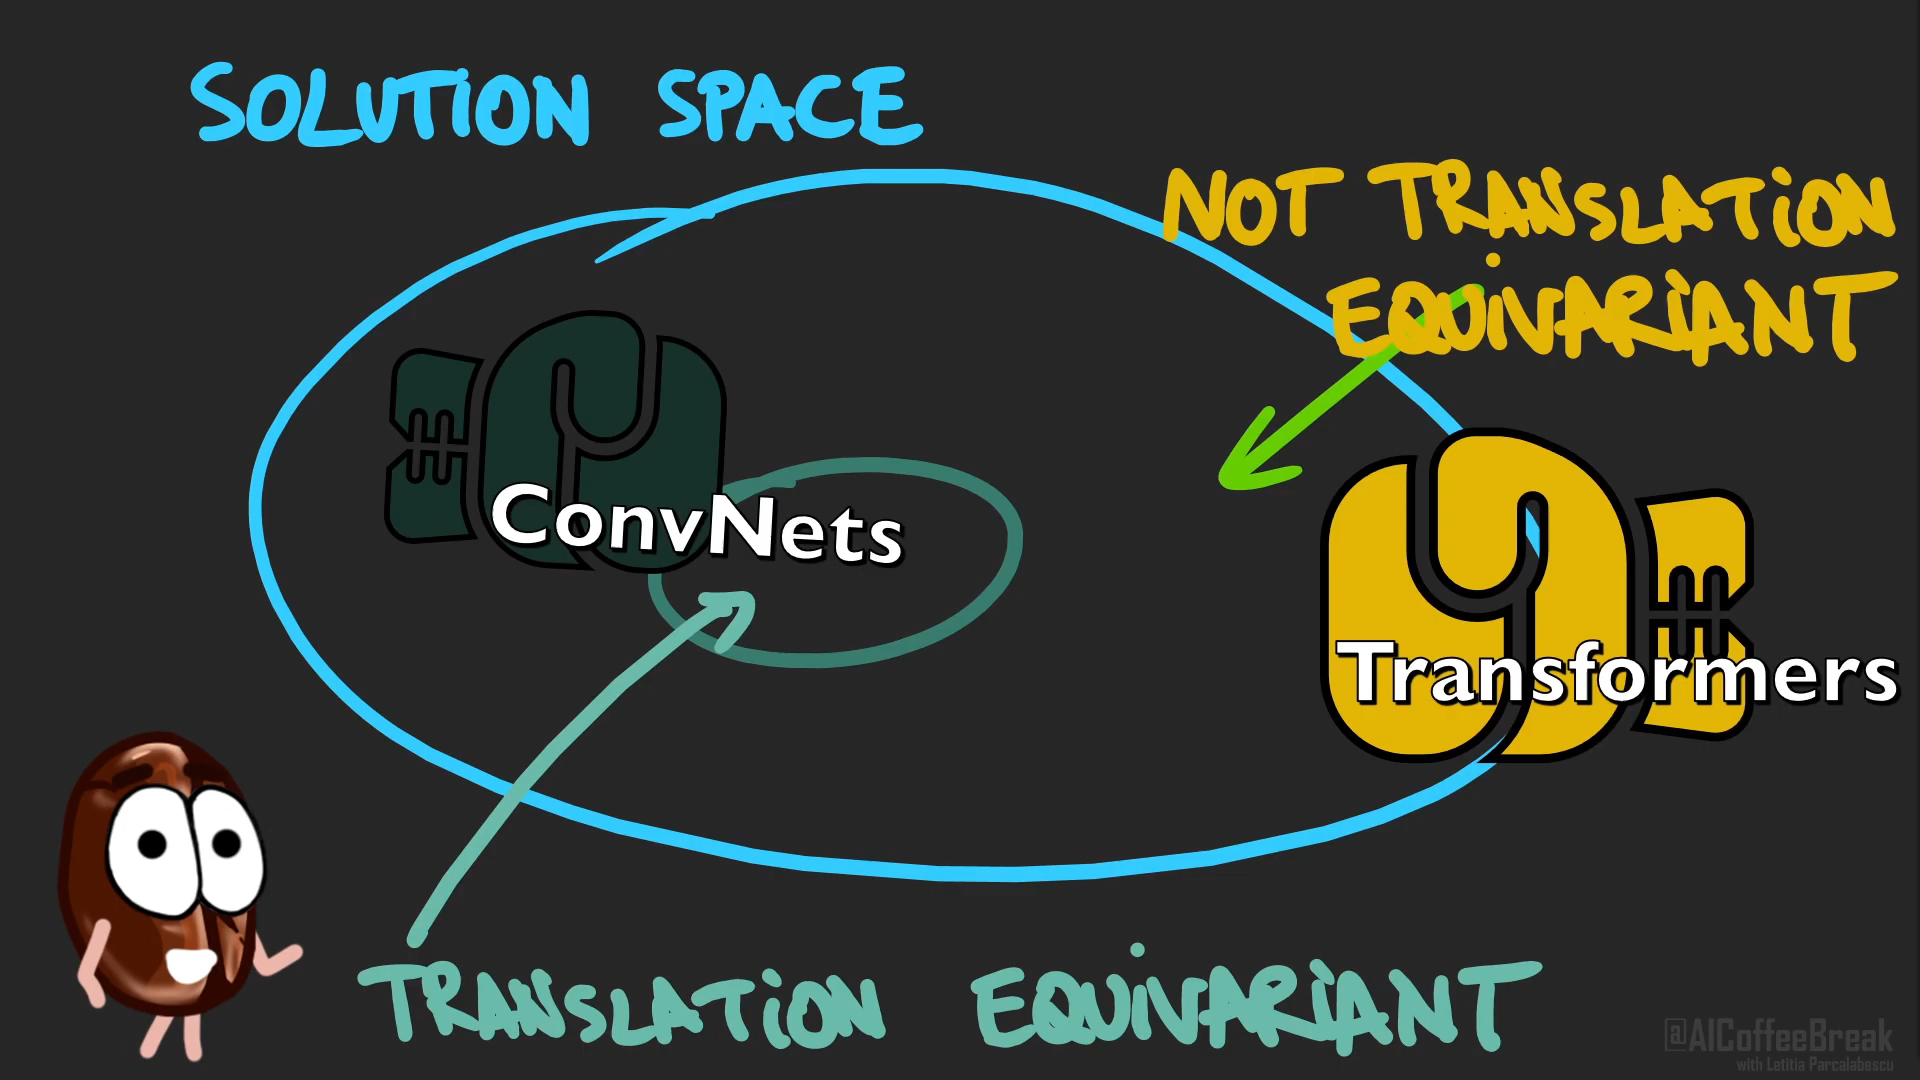 SOLUTION SPACE
NOT TRANSLATION
EQUIVARIANT
ConvNets
Transformers
TRANSLATION EQUIVARIANT
@AICoffeeBreak
with Letitia Parcalabescu